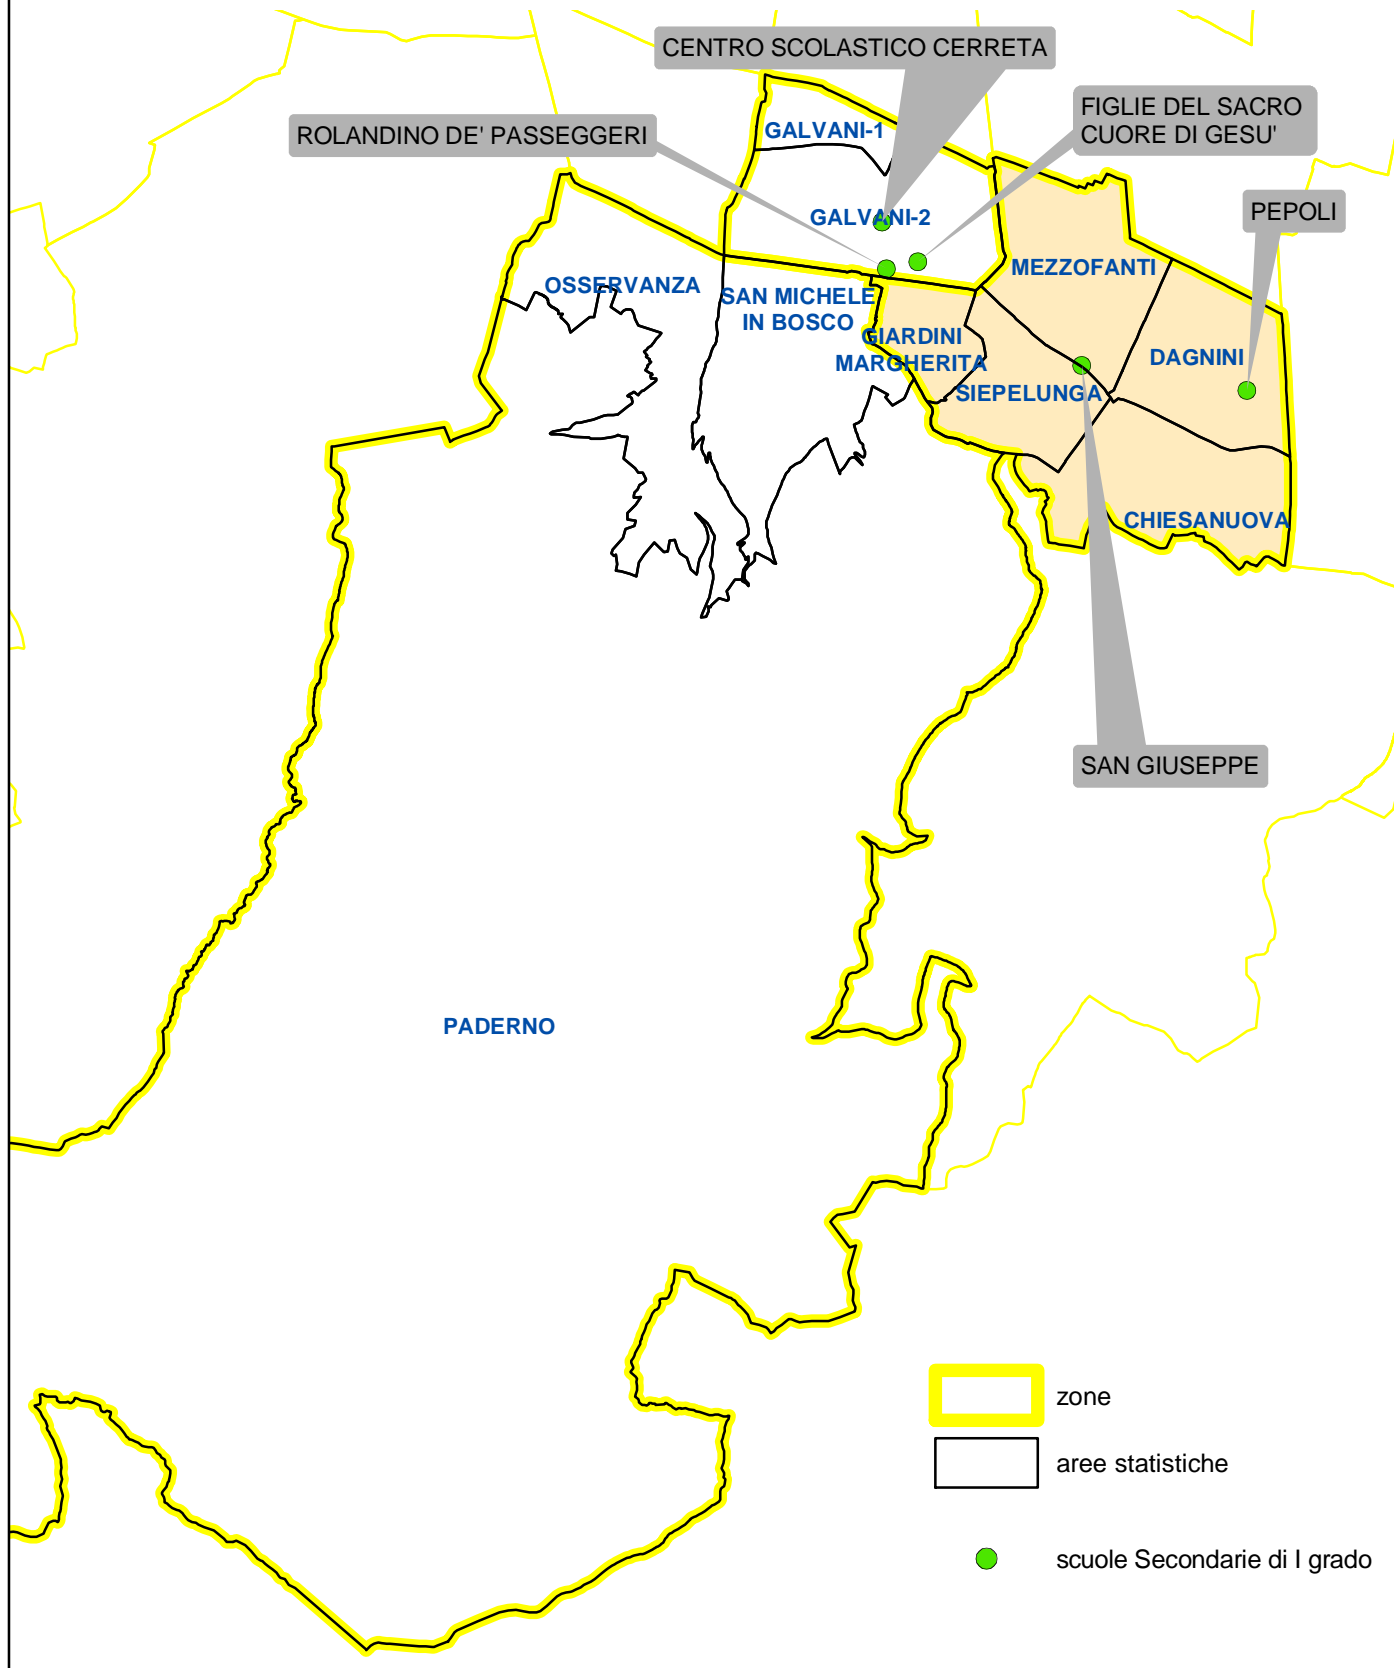 CENTRO SCOLASTICO CERRETA
FIGLIE DEL SACRO
CUORE DI GESU'
ROLANDINO DE' PASSEGGERI
GALVANI-1
PEPOLI
GALVANI-2
MEZZOFANTI
OSSERVANZA
SAN MICHELE
IN BOSCO
GIARDINI
MARGHERITA
DAGNINI
SIEPELUNGA
CHIESANUOVA
SAN GIUSEPPE
PADERNO
zone
aree statistiche
scuole Secondarie di I grado